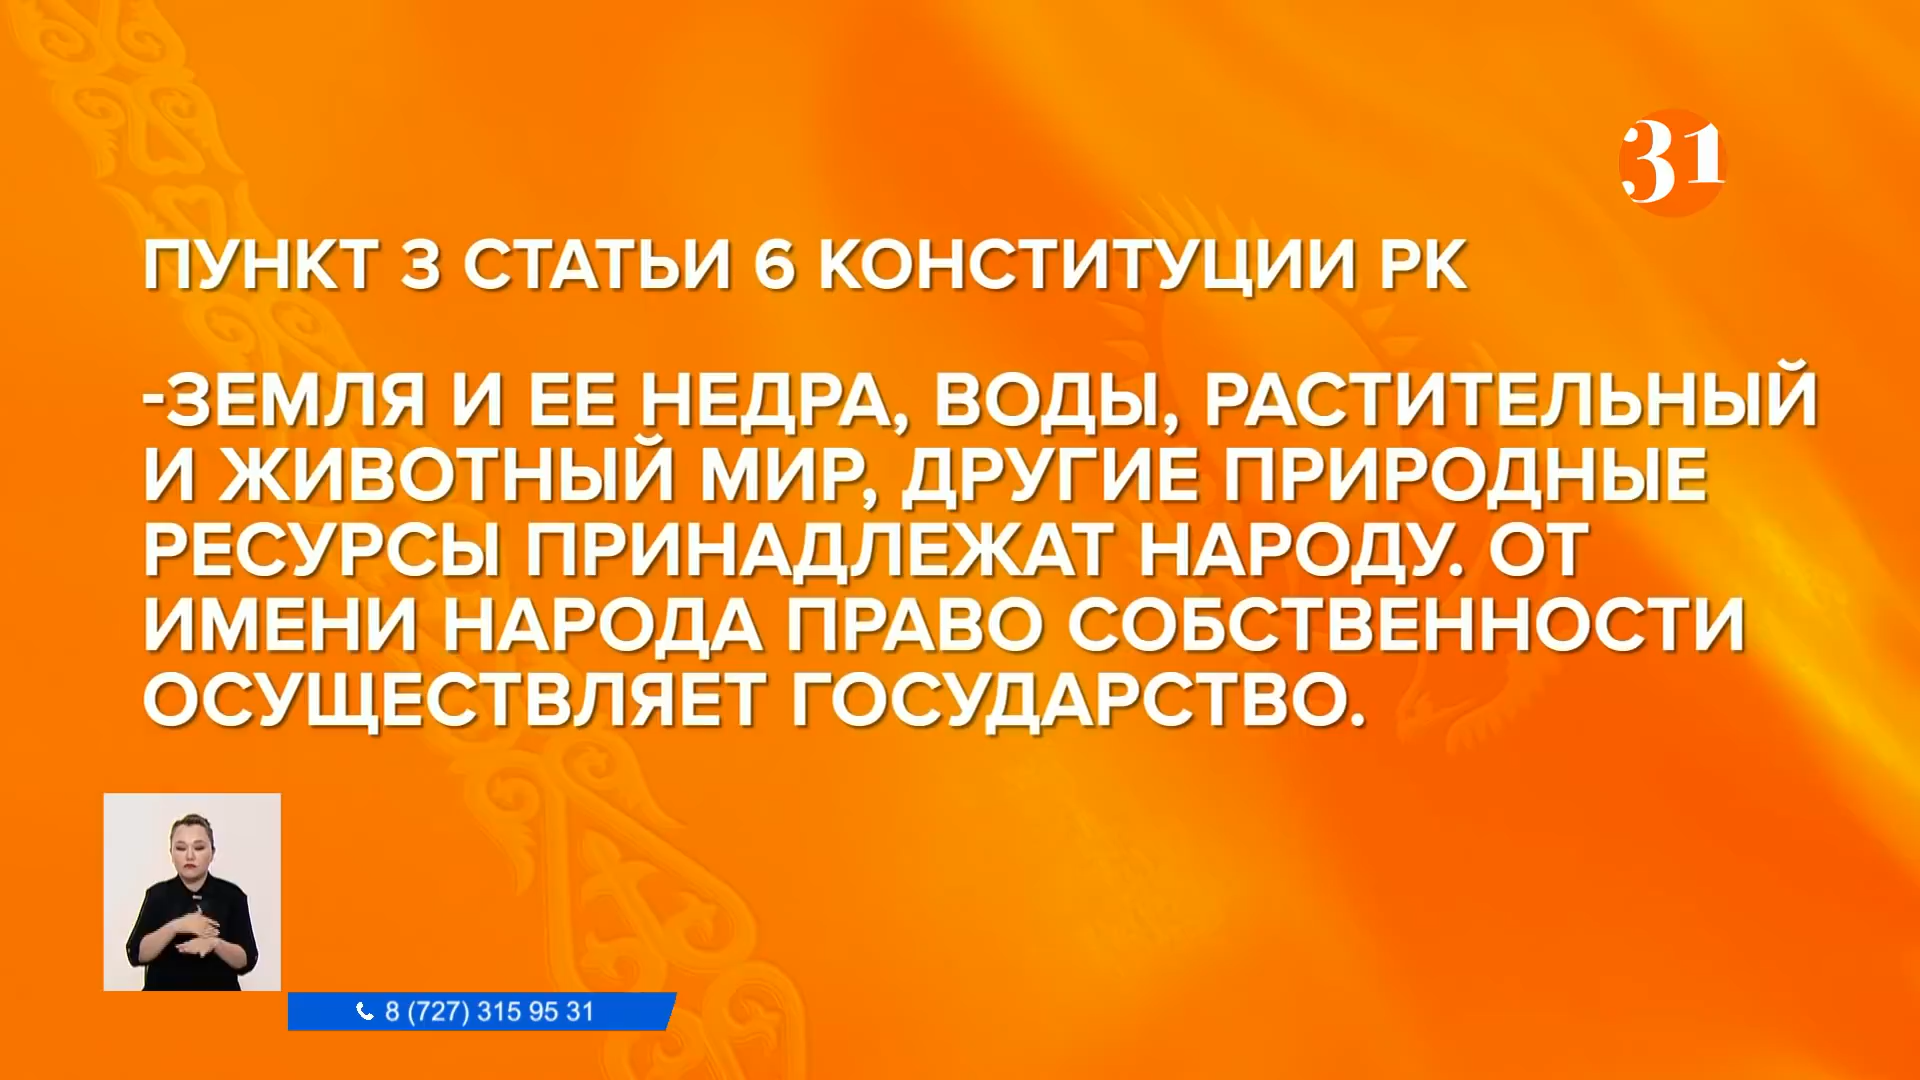 31
ПУНКТ 3 СТАТЬИ 6 КОНСТИТУЦИИ РК
-ЗЕМЛЯ И ЕЕ НЕДРА, ВОДЫ, РАСТИТЕЛЬНЫЙ
И ЖИВОТНЫЙ МИР, ДРУГИЕ ПРИРОДНЫЕ
РЕСУРСЫ ПРИНАДЛЕЖАТ НАРОДУ. ОТ
ИМЕНИ НАРОДА ПРАВО СОБСТВЕННОСТИ
ОСУЩЕСТВЛЯЕТ ГОСУДАРСТВО.
8 (727) 315 95 31